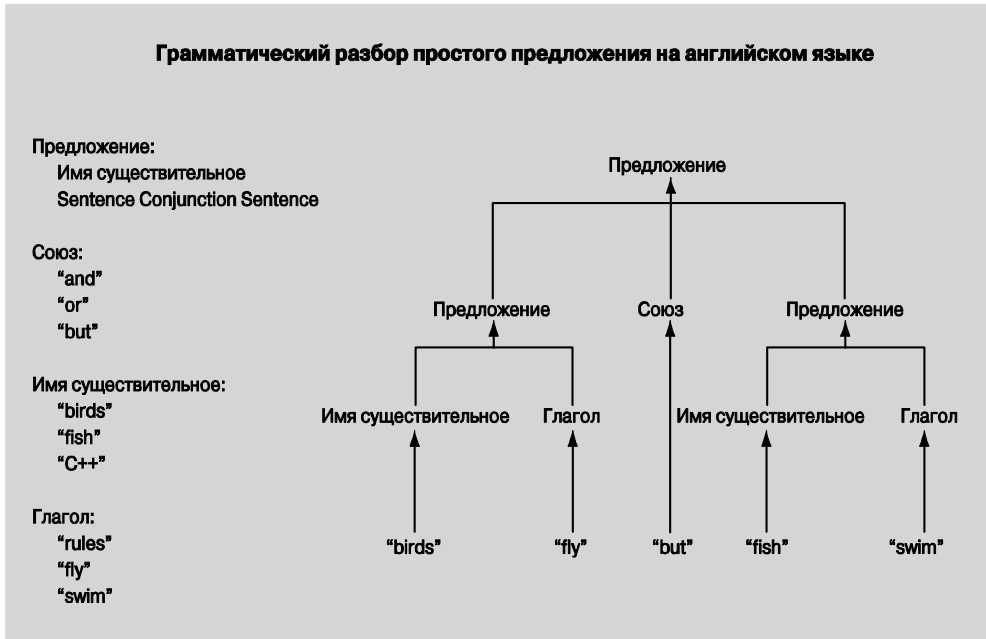 Грамматический разбор простого предложения на английском языке
Предложение:
Имя существительное
Sentence Conjunction Sentence
Союз:
“and”
“or”
“but”
Имя существительное:
“birds”
“fish”
“C++”
Глагол:
“rules”
“fly”
“swim”
Предложение
Предложение Союз Предложение
Имя существительное Глагол Имя существительное Глагол
“birds” “fly” “but” “fish” “swim”